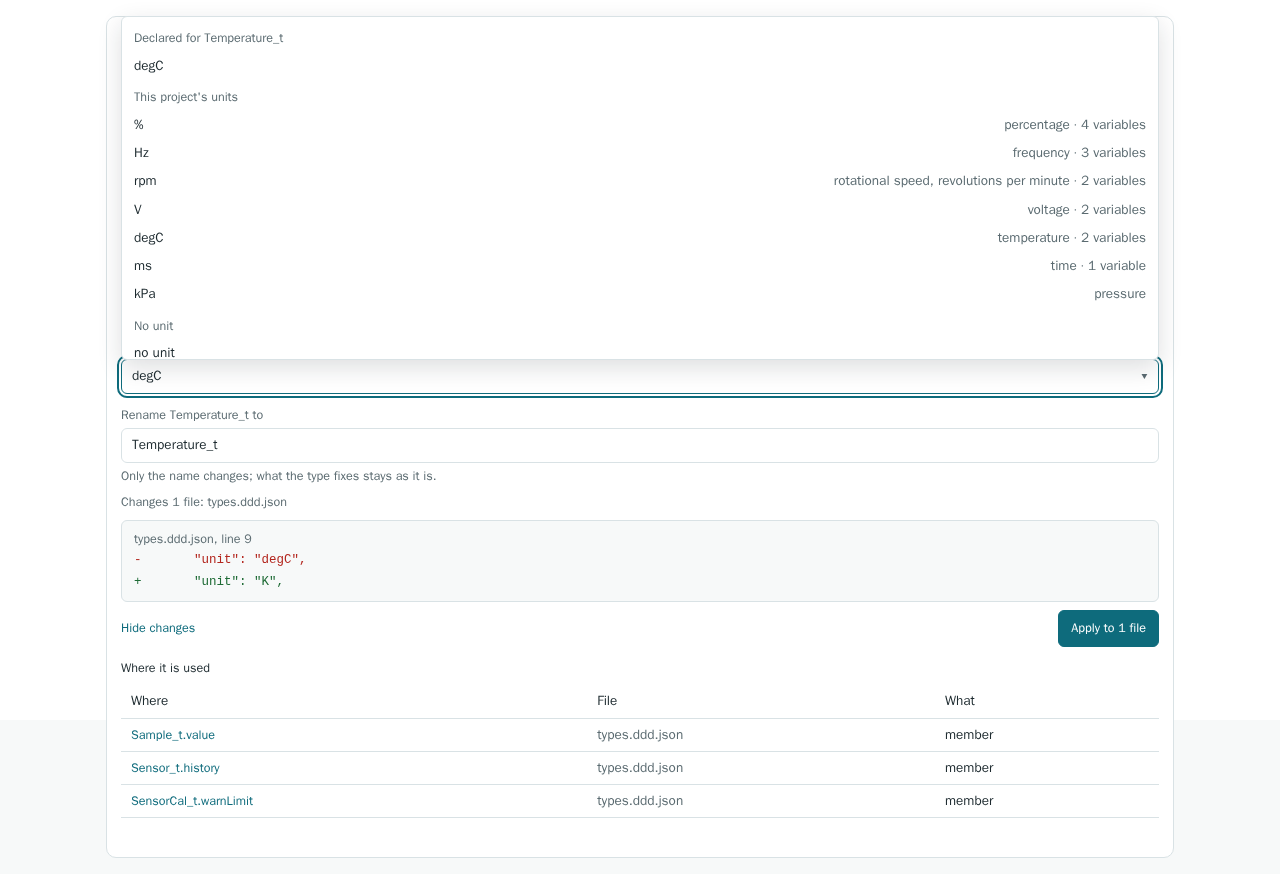 Declared for Temperature_t
degC
This project's units
% percentage · 4 variables
Hz frequency · 3 variables
rpm rotational speed, revolutions per minute · 2 variables
V voltage · 2 variables
degC temperature · 2 variables
ms time · 1 variable
kPa pressure
No unit
no unit
degC ▼
Rename Temperature_t to
Temperature_t
Only the name changes; what the type fixes stays as it is.
Changes 1 file: types.ddd.json
types.ddd.json, line 9
- "unit": "degC",
+ "unit": "K",
Hide changes Apply to 1 file
Where it is used
Where File What
Sample_t.value types.ddd.json member
Sensor_t.history types.ddd.json member
SensorCal_t.warnLimit types.ddd.json member